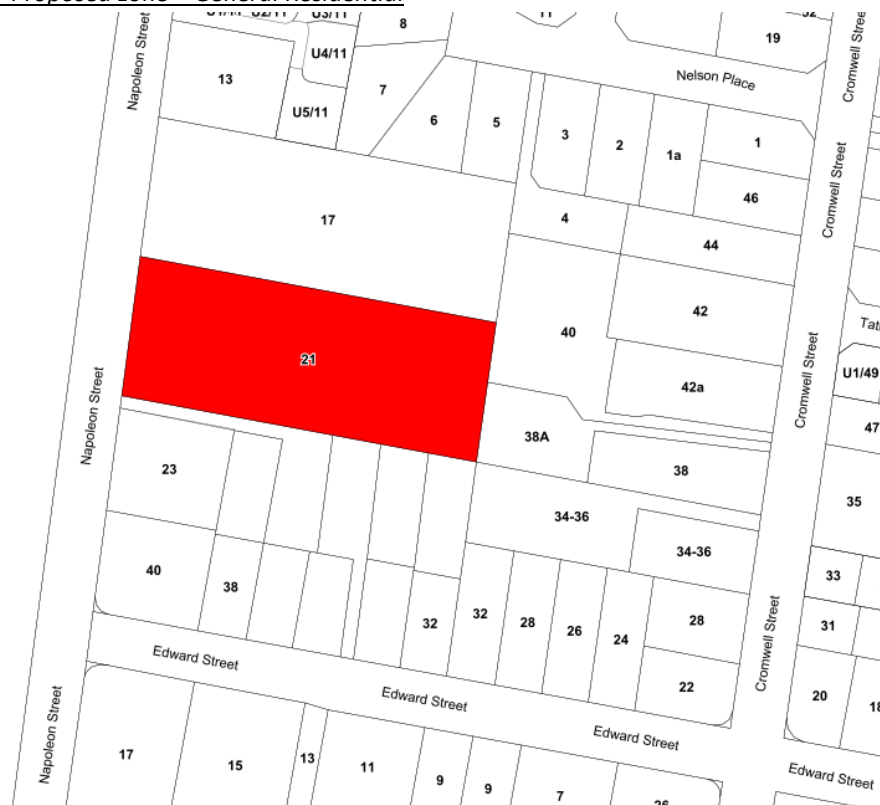 Proposed Zone – General Residential
U3/11
8
19
U4/11
Napoleon Street
13
7
Nelson Place
Cromwell Street
U5/11
6
5
3
2
1a
1
46
Cromwell Street
17
4
44
40
42
21
Cromwell Street
U1/49
42a
Napoleon Street
38A
47
23
38
35
34-36
34-36
40
38
33
32
32
28
26
24
28
31
Cromwell Street
22
20
Edward Street
Edward Street
Edward Street
Napoleon Street
17
15
13
11
9
9
7
Edward Street